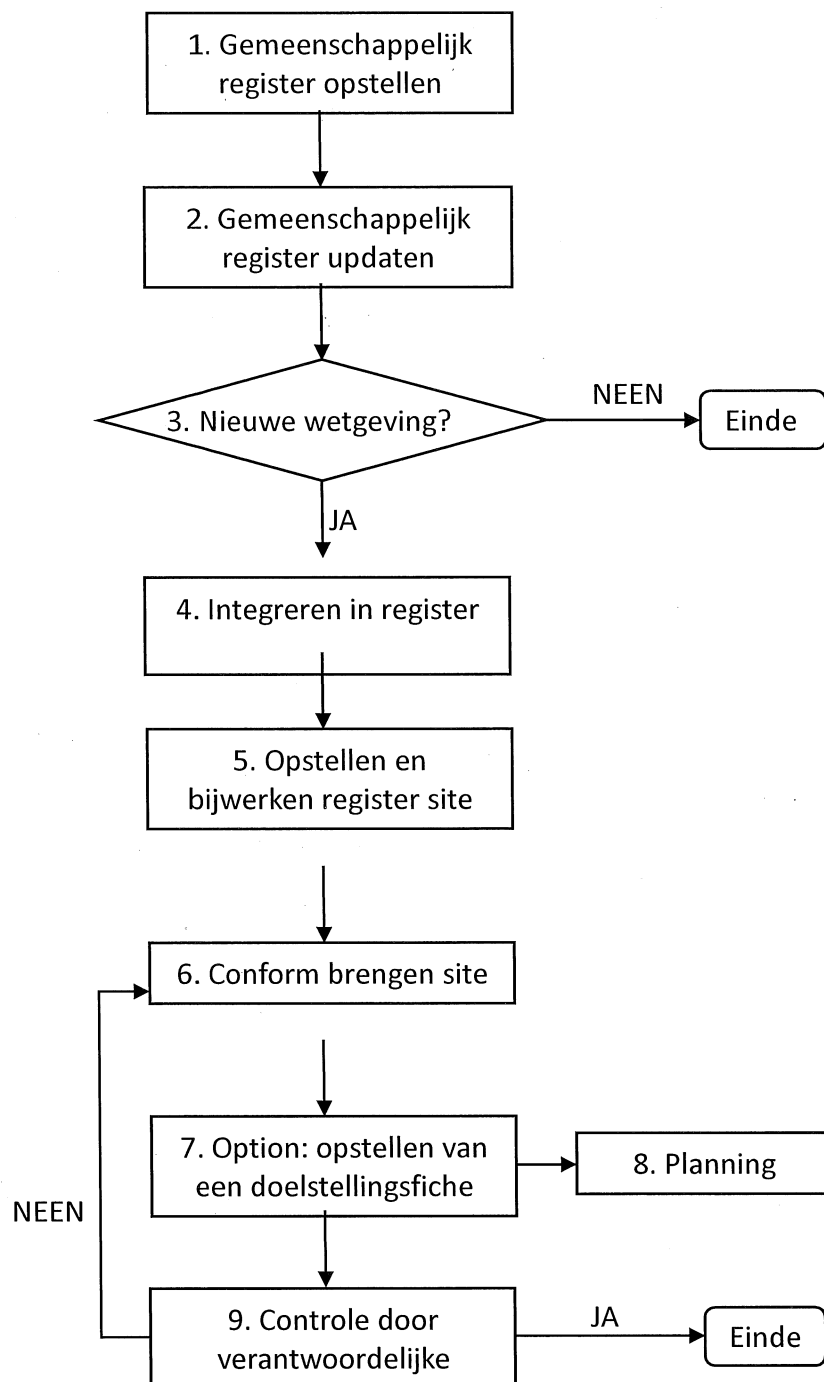 1. Gemeenschappelijk
register opstellen
2. Gemeenschappelijk
register updaten
3. Nieuwe wetgeving?
NEEN
Einde
JA
4. Integreren in register
5. Opstellen en
bijwerken register site
6. Conform brengen site
7. Option: opstellen van
een doelstellingsfiche
8. Planning
NEEN
9. Controle door
verantwoordelijke
JA
Einde